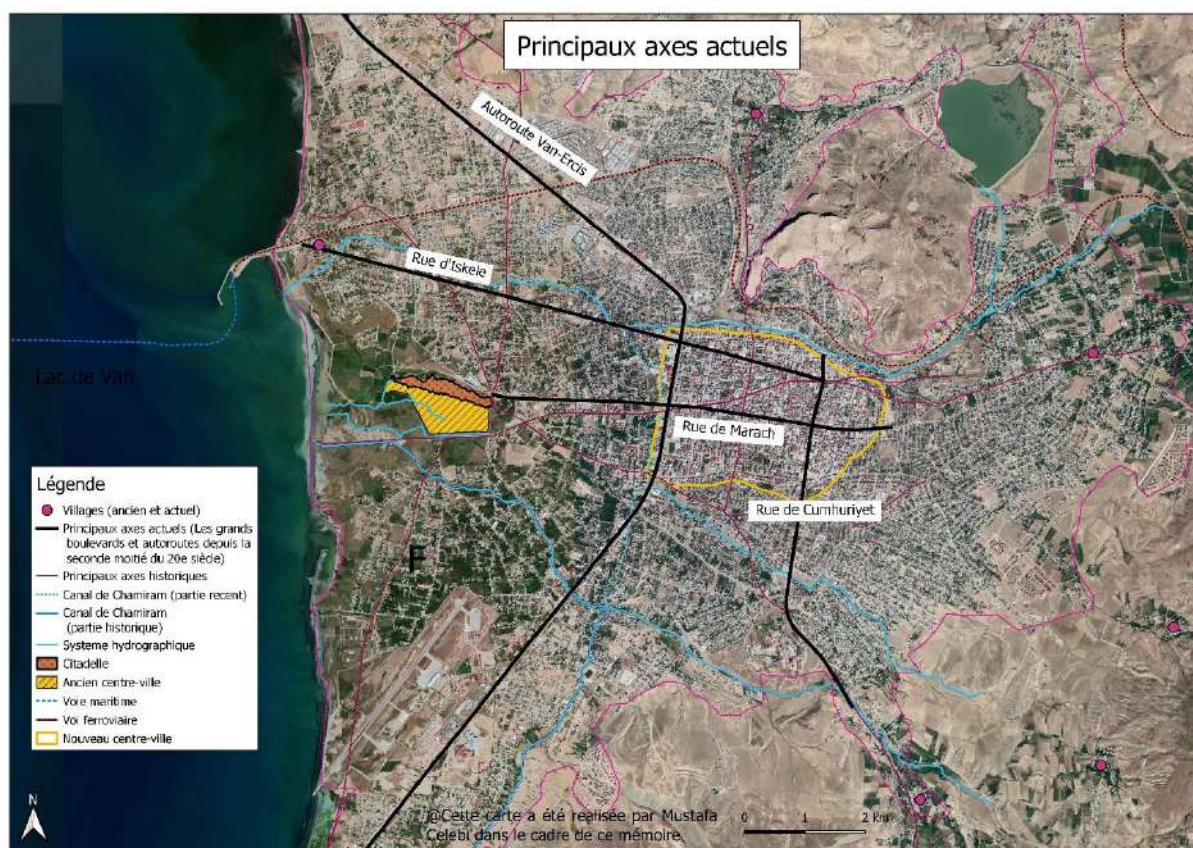 Principaux axes actuels
Autoroute Van-Ercis
Rue d'Iskele
Lac de Van
Rue de Marach
Rue de Cumhuriyet
F
Légende
Villages (ancien et actuel)
Principaux axes actuels (Les grands
boulevards et autoroutes depuis la
seconde moitié du 20e siècle)
Principaux axes historiques
Canal de Chamiram (partie recent)
Canal de Chamiram
(partie historique)
Systeme hydrographique
Citadelle
Ancien centre-ville
Voie maritime
Voi ferroviaire
Nouveau centre-ville
N
@Cette carte a été realisée par Mustafa
Celebi dans le cadre de ce mémoire.
0 1 2 km